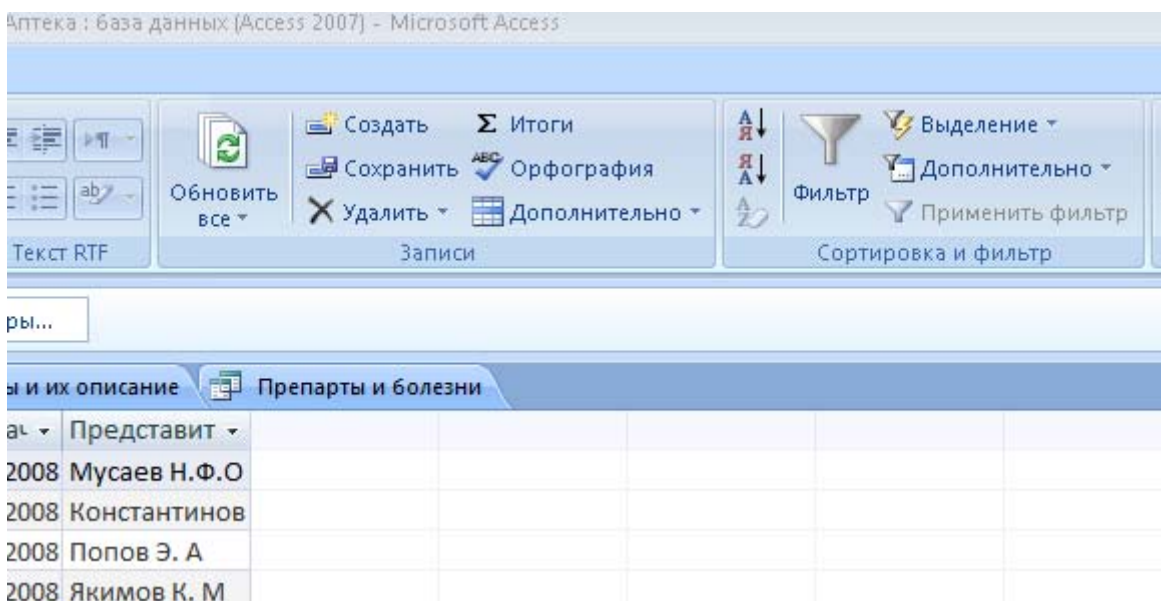 Аптека : база данных (Access 2007) - Microsoft Access
Создать Σ Итоги
Сохранить ABC Орфография
Обновить все
Удалить Дополнительно
Фильтр
Выделение
Дополнительно
Применить фильтр
Текст RTF Записи Сортировка и фильтр
ры...
ы и их описание Препарты и болезни
ач Представит
2008 Мусаев Н.Ф.О
2008 Константинов
2008 Попов Э. А
2008 Якимов К. М